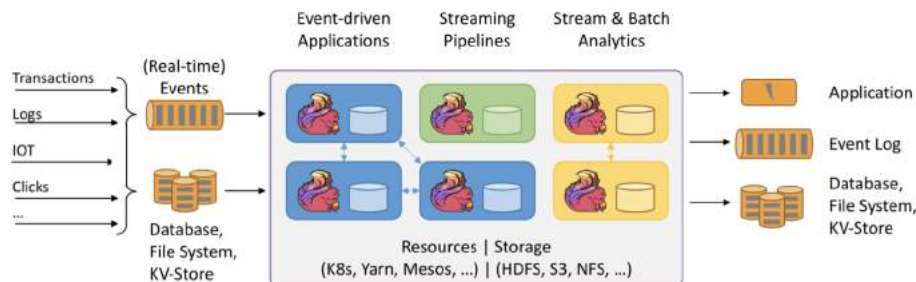 Event-driven
Applications
Streaming
Pipelines
Stream & Batch
Analytics
Transactions
Logs
IOT
Clicks
...
(Real-time)
Events
Database,
File System,
KV-Store
Resources | Storage
(K8s, Yarn, Mesos, ...) | (HDFS, S3, NFS, ...)
Application
Event Log
Database,
File System,
KV-Store